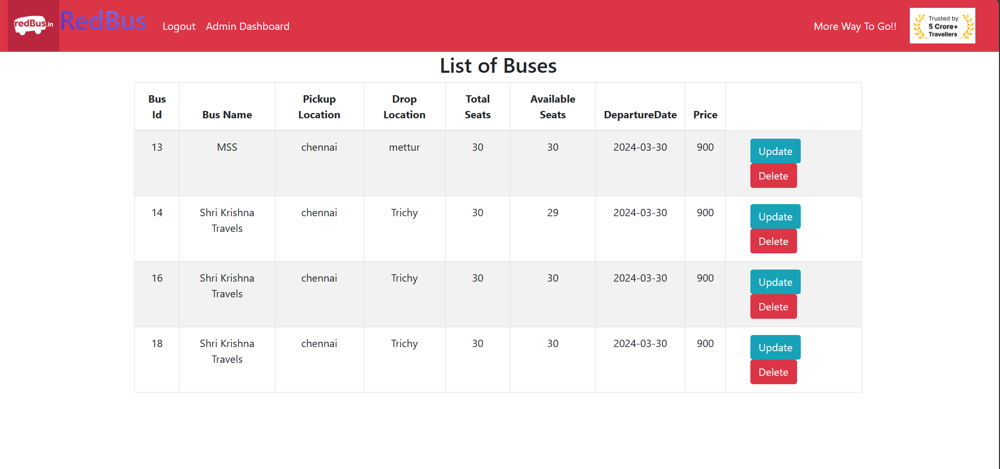 redBus.in
RedBus
Logout
Admin Dashboard
More Way To Go!!
Trusted by
5 Crore+
Travellers
List of Buses
Bus
Id
Bus Name
Pickup
Location
Drop
Location
Total
Seats
Available
Seats
DepartureDate
Price
13
MSS
chennai
mettur
30
30
2024-03-30
900
Update
Delete
14
Shri Krishna
Travels
chennai
Trichy
30
29
2024-03-30
900
Update
Delete
16
Shri Krishna
Travels
chennai
Trichy
30
30
2024-03-30
900
Update
Delete
18
Shri Krishna
Travels
chennai
Trichy
30
30
2024-03-30
900
Update
Delete